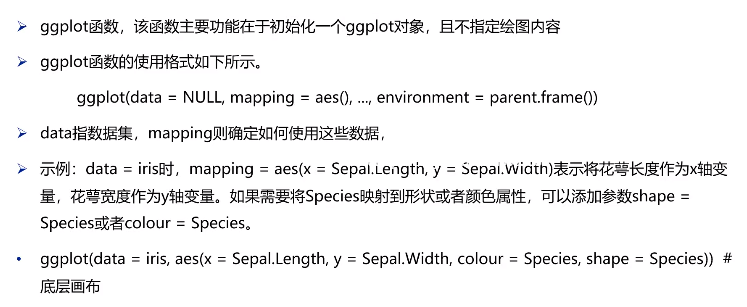 ggplot函数，该函数主要功能在于初始化一个ggplot对象，且不指定绘图内容
ggplot函数的使用格式如下所示。
ggplot(data = NULL, mapping = aes(), ..., environment = parent.frame())
data指数据集，mapping则确定如何使用这些数据，
示例：data = iris时，mapping = aes(x = Sepal.Length, y = Sepal.Width)表示将花萼长度作为x轴变
量，花萼宽度作为y轴变量。如果需要将Species映射到形状或者颜色属性，可以添加参数shape =
Species或者colour = Species。
ggplot(data = iris, aes(x = Sepal.Length, y = Sepal.Width, colour = Species, shape = Species)) #
底层画布